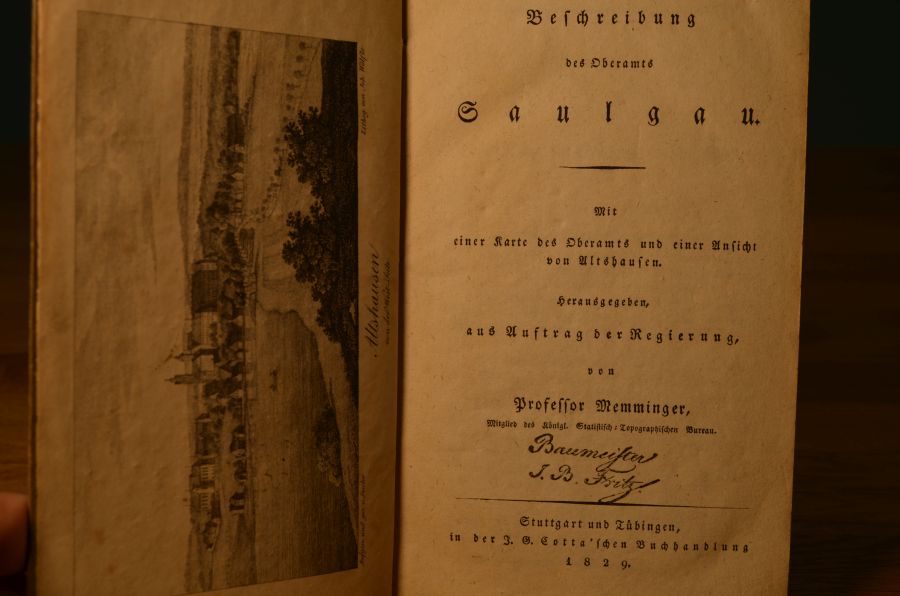 Altshausen
Beschreibung
des Oberamts
Saulgau.
Mit
einer Karte des Oberamts und einer Ansicht
von Altshausen.
Herausgegeben,
aus Auftrag der Regierung,
von
Professor Memminger,
Mitglied des Königl. Statistisch-Topographischen Bureau.
Baumeister
J. B. Fritz.
Stuttgart und Tübingen,
in der J. G. Cotta'schen Buchhandlung
1829.